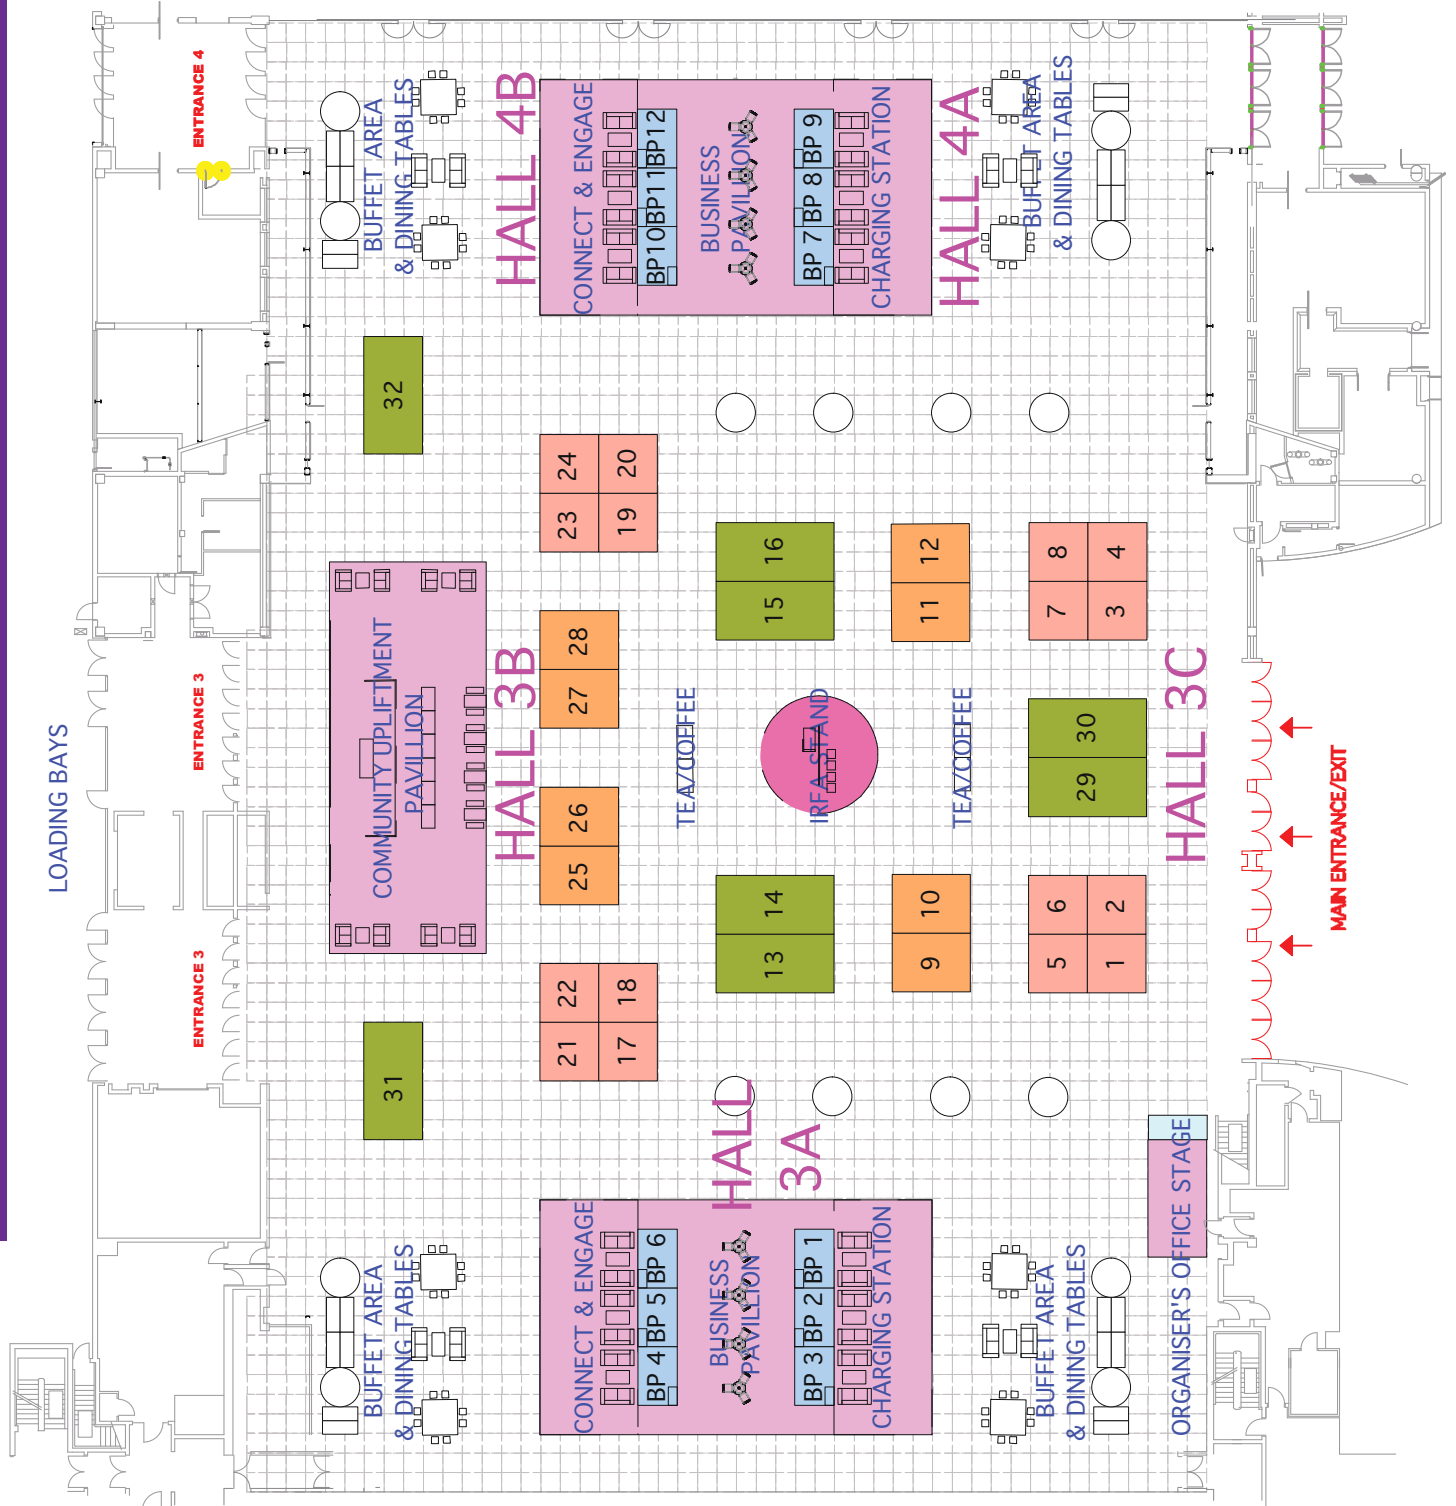 LOADING BAYS
ENTRANCE 4
ENTRANCE 3
ENTRANCE 3
BUFFET AREA
& DINING TABLES
HALL 4B
CONNECT & ENGAGE
BP10
BP11
BP12
BUSINESS
PAVILLION
BP 7
BP 8
BP 9
CHARGING STATION
HALL 4A
BUFFET AREA
& DINING TABLES
32
24
20
23
19
16
15
12
11
8
4
7
3
COMMUNITY UPLIFTMENT
PAVILLION
HALL 3B
28
27
26
25
TEA/COFFEE
IRFA STAND
TEA/COFFEE
30
29
HALL 3C
MAIN ENTRANCE/EXIT
14
13
10
9
6
2
5
1
22
18
21
17
31
HALL
3A
BUFFET AREA
& DINING TABLES
CONNECT & ENGAGE
BP 4
BP 5
BP 6
BUSINESS
PAVILLION
BP 3
BP 2
BP 1
CHARGING STATION
BUFFET AREA
& DINING TABLES
ORGANISER'S OFFICE STAGE